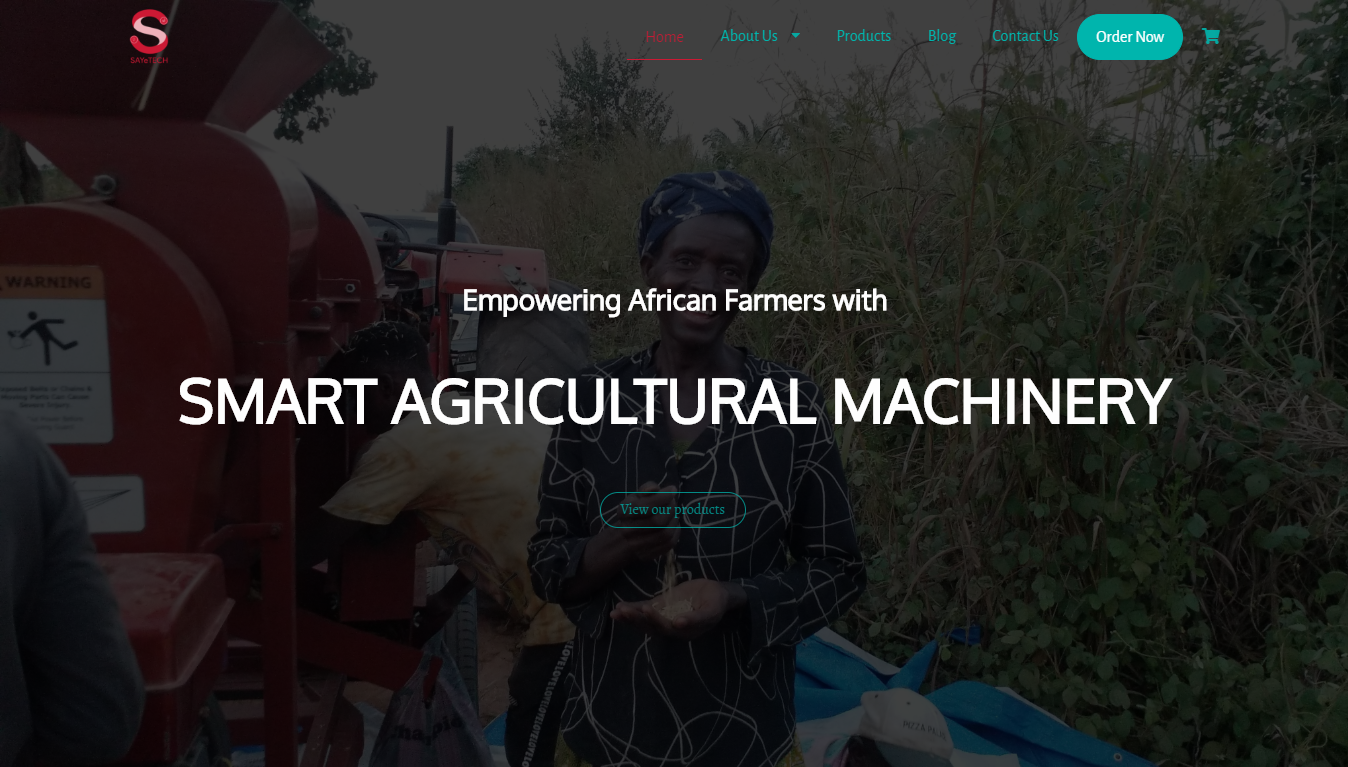 SAYeTECH
Home
About Us
Products
Blog
Contact Us
Order Now
WARNING
Empowering African Farmers with
SMART AGRICULTURAL MACHINERY
View our products
PIZZA